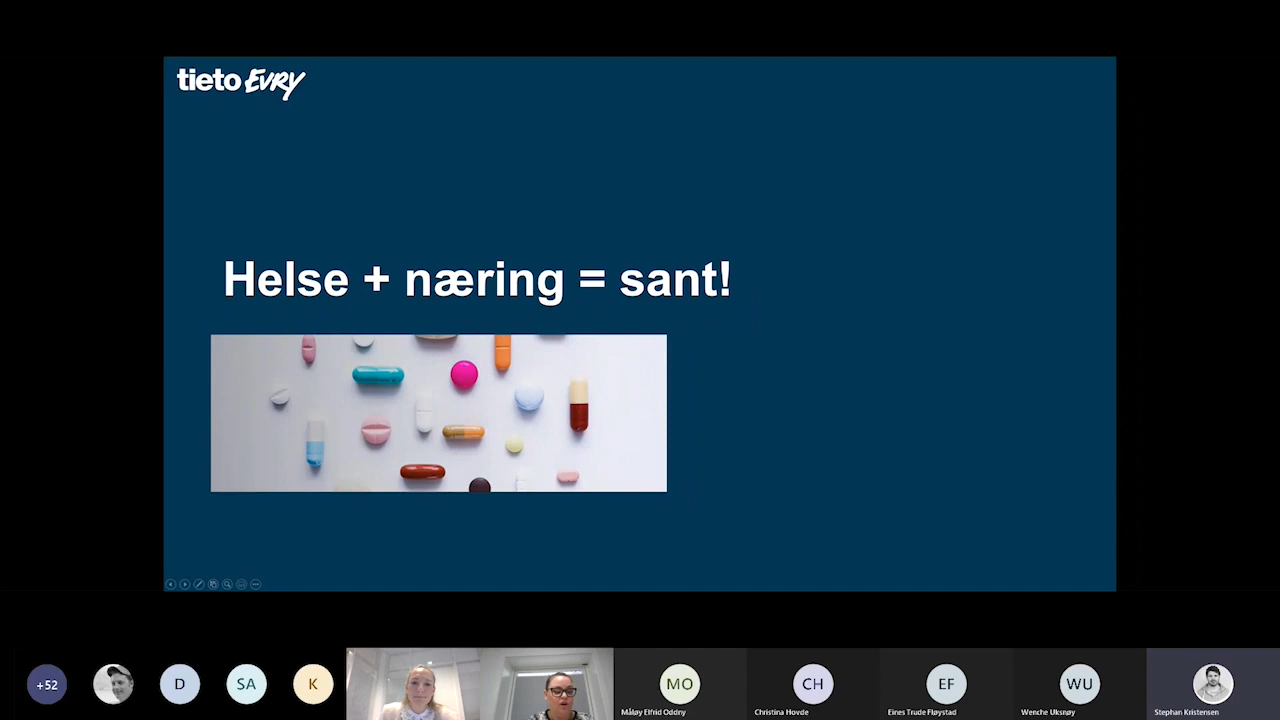 tieto EVRY
Helse + næring = sant!
+52
D
SA
K
MO
CH
EF
WU
Måløy Elfrid Oddny
Christina Hovde
Eines Trude Fløystad
Wenche Uksnøy
Stephan Kristensen